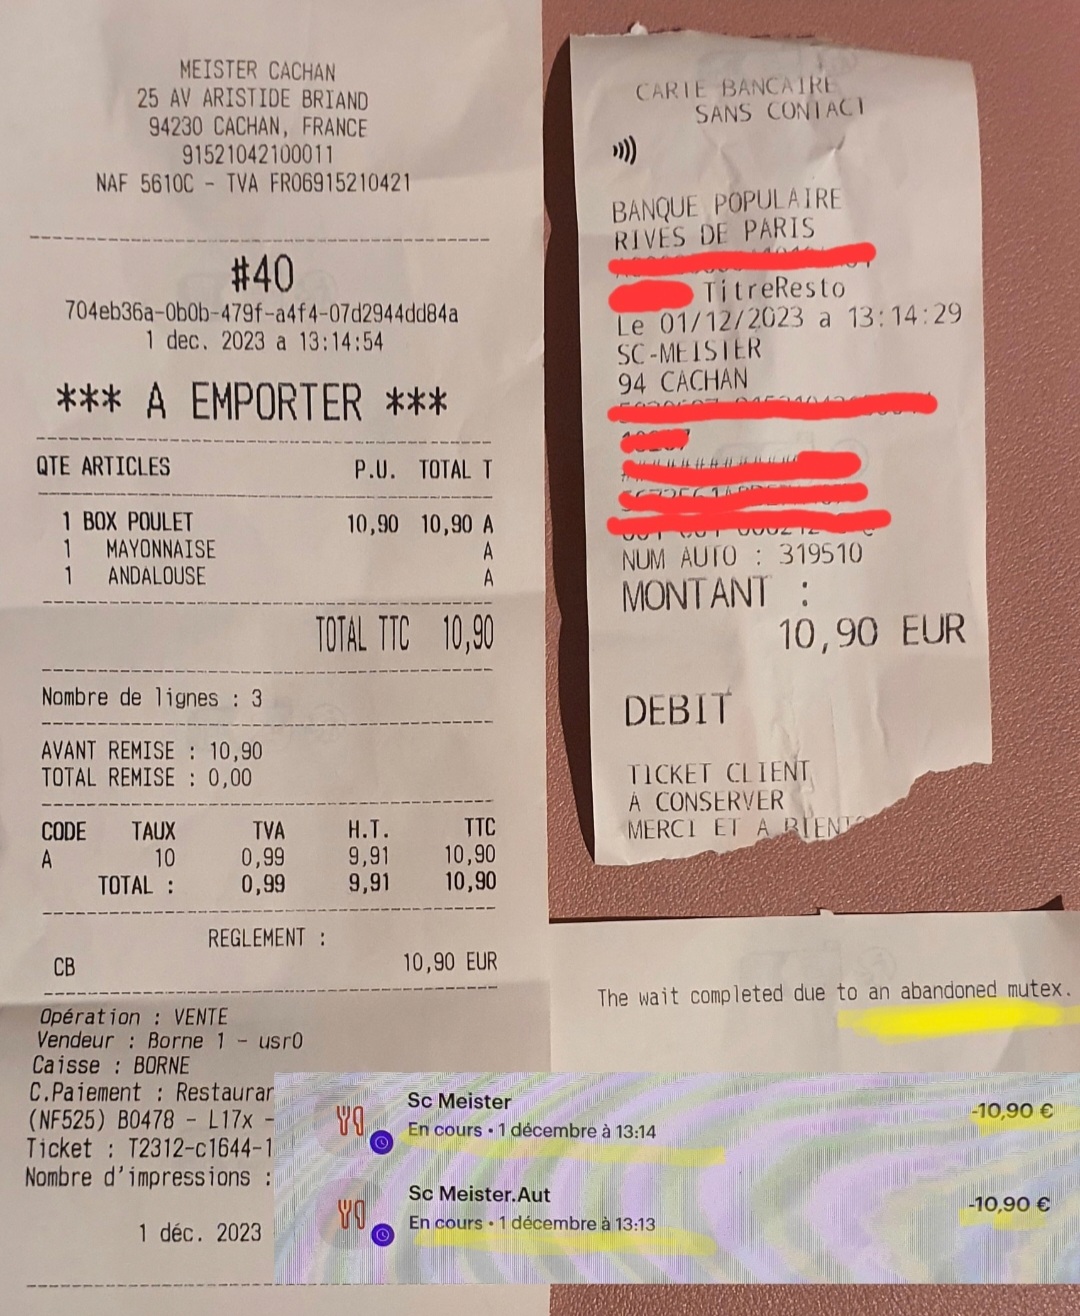 MEISTER CACHAN
25 AV ARISTIDE BRIAND
94230 CACHAN, FRANCE
91521042100011
NAF 5610C - TVA FR06915210421
#40
704eb36a-0b0b-479f-a4f4-07d2944dd84a
1 dec. 2023 a 13:14:54
*** A EMPORTER ***
QTE ARTICLES P.U. TOTAL T
1 BOX POULET 10,90 10,90 A
1 MAYONNAISE A
1 ANDALOUSE A
TOTAL TTC 10,90
Nombre de lignes : 3
AVANT REMISE : 10,90
TOTAL REMISE : 0,00
CODE TAUX TVA H.T. TTC
A 10 0,99 9,91 10,90
TOTAL : 0,99 9,91 10,90
REGLEMENT :
CB 10,90 EUR
Opération : VENTE
Vendeur : Borne 1 - usr0
Caisse : BORNE
C.Paiement : Restaurar
(NF525) B0478 - L17x -
Ticket : T2312-c1644-1
Nombre d'impressions :
1 déc. 2023
CARTE BANCAIRE
SANS CONTACT
BANQUE POPULAIRE
RIVES DE PARIS
TitreResto
Le 01/12/2023 a 13:14:29
SC-MEISTER
94 CACHAN
NUM AUTO : 319510
MONTANT :
10,90 EUR
DEBIT
TICKET CLIENT
A CONSERVER
MERCI ET A BIENT
The wait completed due to an abandoned mutex.
Sc Meister -10,90 €
En cours • 1 décembre à 13:14
Sc Meister.Aut -10,90 €
En cours • 1 décembre à 13:13